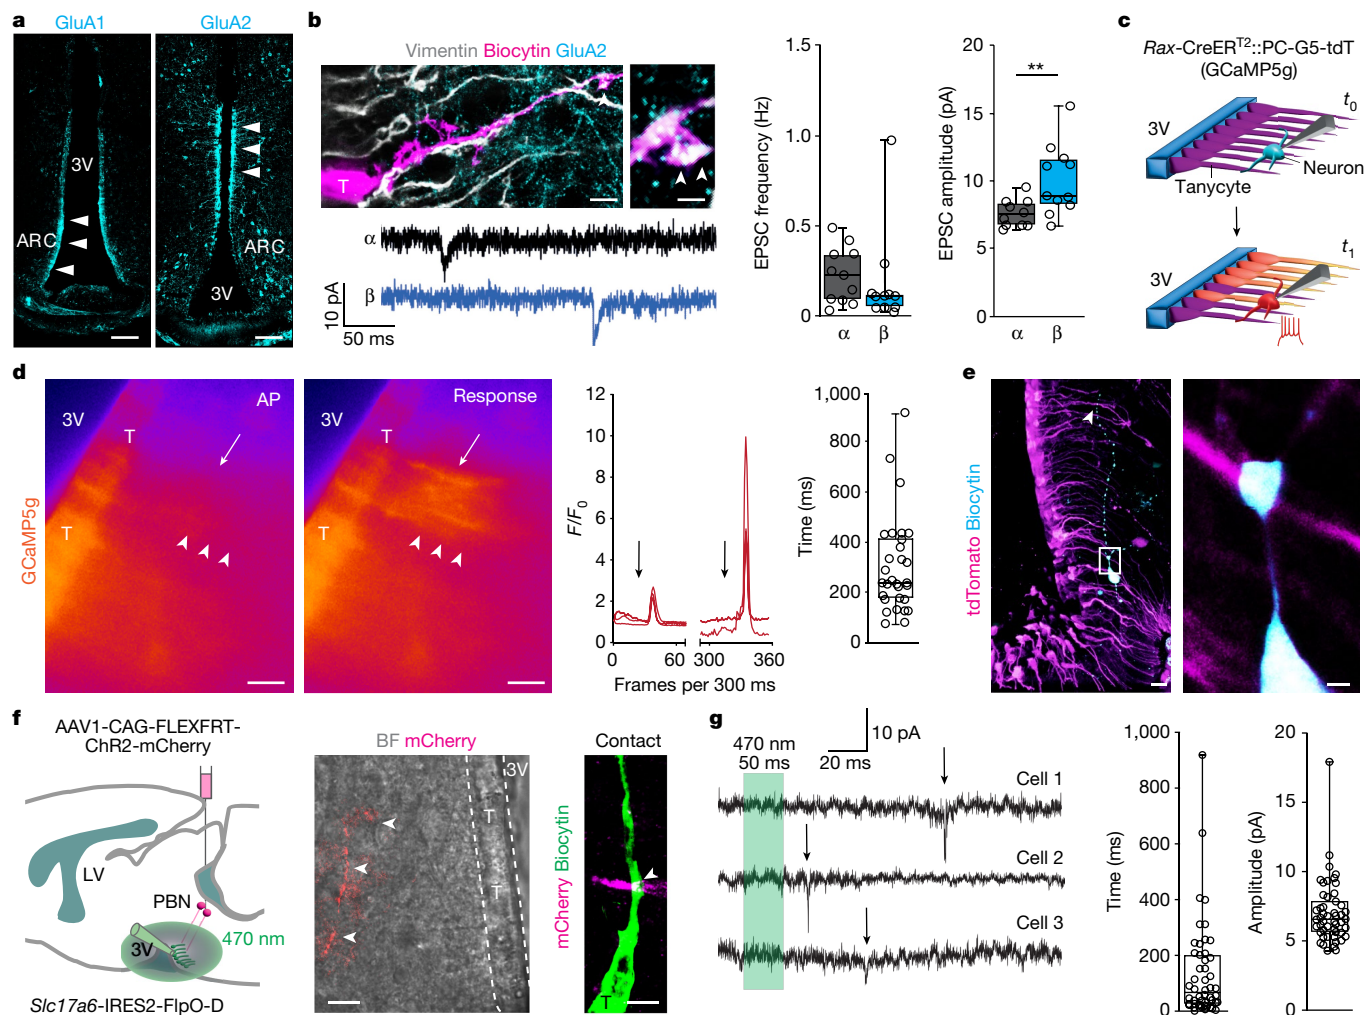 a
GluA1
GluA2
3V
ARC
ARC
3V
b
Vimentin Biocytin GluA2
T
α
β
10 pA
50 ms
EPSC frequency (Hz)
1.5
1.0
0.5
0
α
β
EPSC amplitude (pA)
20
15
10
5
0
**
α
β
c
Rax-CreERT2::PC-G5-tdT
(GCaMP5g)
t0
3V
Neuron
Tanycyte
t1
3V
d
GCaMP5g
3V
T
AP
T
3V
T
Response
T
F/F0
12
10
8
6
4
2
0
0
60
300
360
Frames per 300 ms
Time (ms)
1,000
800
600
400
200
0
e
tdTomato Biocytin
f
AAV1-CAG-FLEXFRT-
ChR2-mCherry
LV
PBN
3V
470 nm
Slc17a6-IRES2-FlpO-D
BF mCherry
3V
T
T
Contact
mCherry Biocytin
T
g
470 nm
50 ms
10 pA
20 ms
Cell 1
Cell 2
Cell 3
Time (ms)
1,000
800
600
400
200
0
Amplitude (pA)
20
15
10
5
0